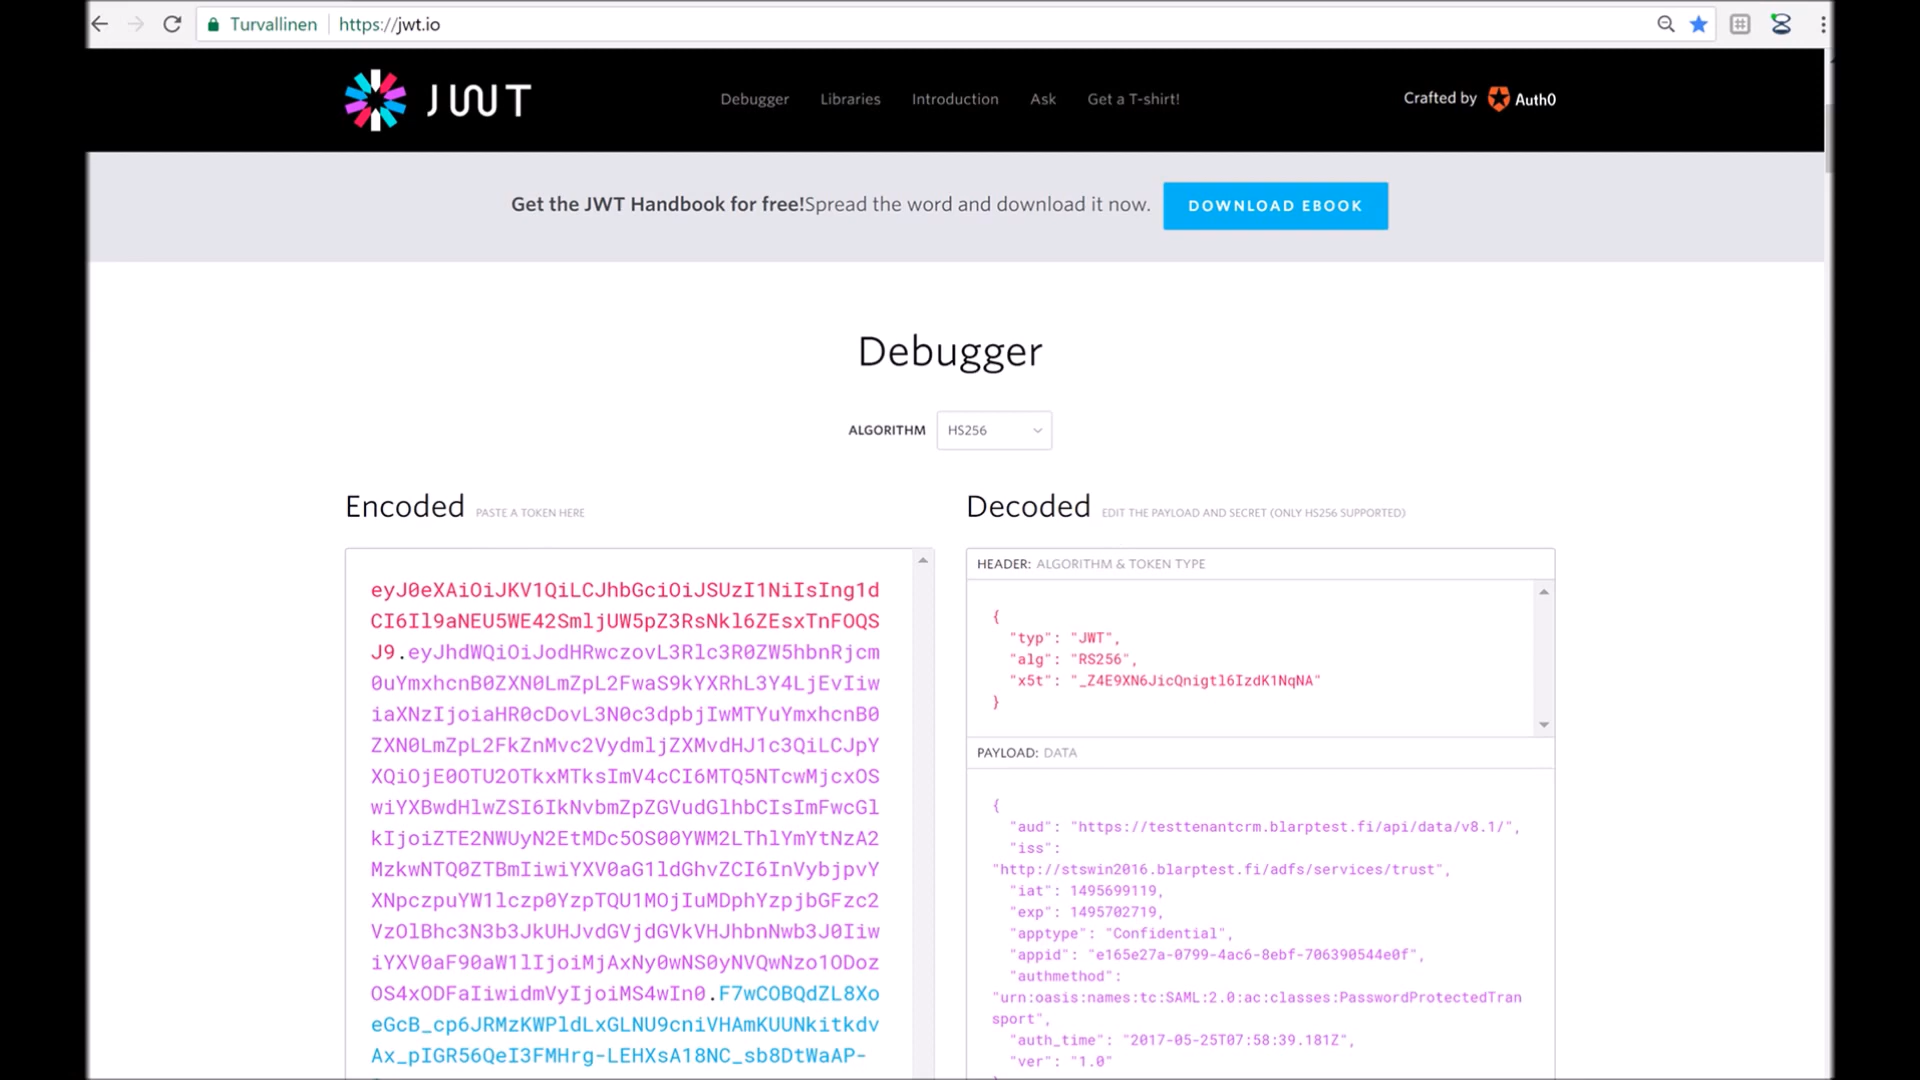 Turvallinen https://jwt.io
JWT Debugger Libraries Introduction Ask Get a T-shirt! Crafted by Auth0
Get the JWT Handbook for free!Spread the word and download it now. DOWNLOAD EBOOK
Debugger
ALGORITHM HS256
Encoded PASTE A TOKEN HERE
eyJ0eXAiOiJKV1QiLCJhbGciOiJSUzI1NiIsIng1d
CI6Il9aNEU5WE42SmljUW5pZ3RsNkl6ZEsxTnFOQS
J9.eyJhdWQiOiJodHRwczovL3Rlc3R0ZW5hbnRjcm
0uYmxhcnB0ZXN0LmZpL2FwaS9kYXRhL3Y4LjEvIiw
iaXNzIjoiaHR0cDovL3N0c3dpbjIwMTYuYmxhcnB0
ZXN0LmZpL2FkZnMvc2VydmljZXMvdHJ1c3QiLCJpY
XQiOjE0OTU2OTkxMTksImV4cCI6MTQ5NTcwMjcxOS
wiYXBwdHlwZSI6IkNvbmZpZGVudGlhbCIsImFwcGl
kIjoiZTE2NWUyN2EtMDc5OS00YWM2LThlYmYtNzA2
MzkwNTQ0ZTBmIiwiYXV0aG1ldGhvZCI6InVybjpvY
XNpczpuYW1lczp0YzpTQU1MOjIuMDphYzpjbGFzc2
VzOlBhc3N3b3JkUHJvdGVjdGVkVHJhbnNwb3J0Iiw
iYXV0aF90aW1lIjoiMjAxNy0wNS0yNVQwNzo1ODoz
OS4xODFaIiwidmVyIjoiMS4wIn0.F7wCOBQdZL8Xo
eGcB_cp6JRMzKWPldLxGLNU9cniVHAmKUUNkitkdv
Ax_pIGR56QeI3FMHrg-LEHXsA18NC_sb8DtWaAP-
Decoded EDIT THE PAYLOAD AND SECRET (ONLY HS256 SUPPORTED)
HEADER: ALGORITHM & TOKEN TYPE
{
"typ": "JWT",
"alg": "RS256",
"x5t": "_Z4E9XN6JicQnigtl6IzdK1NqNA"
}
PAYLOAD: DATA
{
"aud": "https://testtenantcrm.blarptest.fi/api/data/v8.1/",
"iss":
"http://stswin2016.blarptest.fi/adfs/services/trust",
"iat": 1495699119,
"exp": 1495702719,
"apptype": "Confidential",
"appid": "e165e27a-0799-4ac6-8ebf-706390544e0f",
"authmethod":
"urn:oasis:names:tc:SAML:2.0:ac:classes:PasswordProtectedTran
sport",
"auth_time": "2017-05-25T07:58:39.181Z",
"ver": "1.0"